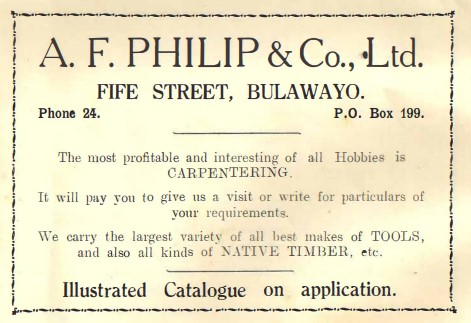 A. F. PHILIP & Co., Ltd.
FIFE STREET, BULAWAYO.
Phone 24. P.O. Box 199.
The most profitable and interesting of all Hobbies is
CARPENTERING.
It will pay you to give us a visit or write for particulars of
your requirements.
We carry the largest variety of all best makes of TOOLS,
and also all kinds of NATIVE TIMBER, etc.
Illustrated Catalogue on application.